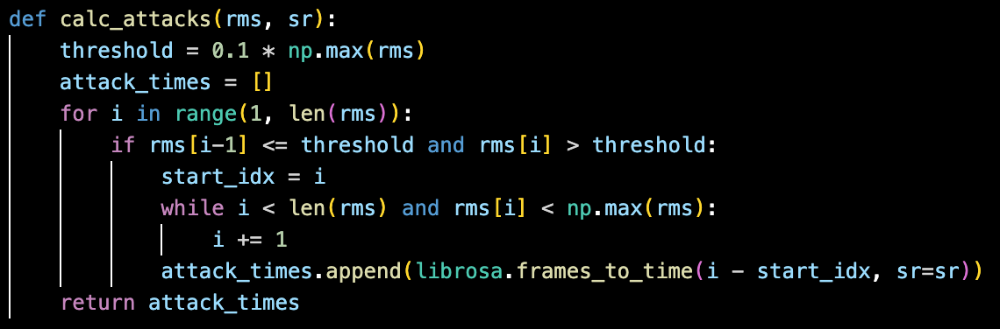 def calc_attacks(rms, sr):
    threshold = 0.1 * np.max(rms)
    attack_times = []
    for i in range(1, len(rms)):
        if rms[i-1] <= threshold and rms[i] > threshold:
            start_idx = i
            while i < len(rms) and rms[i] < np.max(rms):
                i += 1
            attack_times.append(librosa.frames_to_time(i - start_idx, sr=sr))
    return attack_times